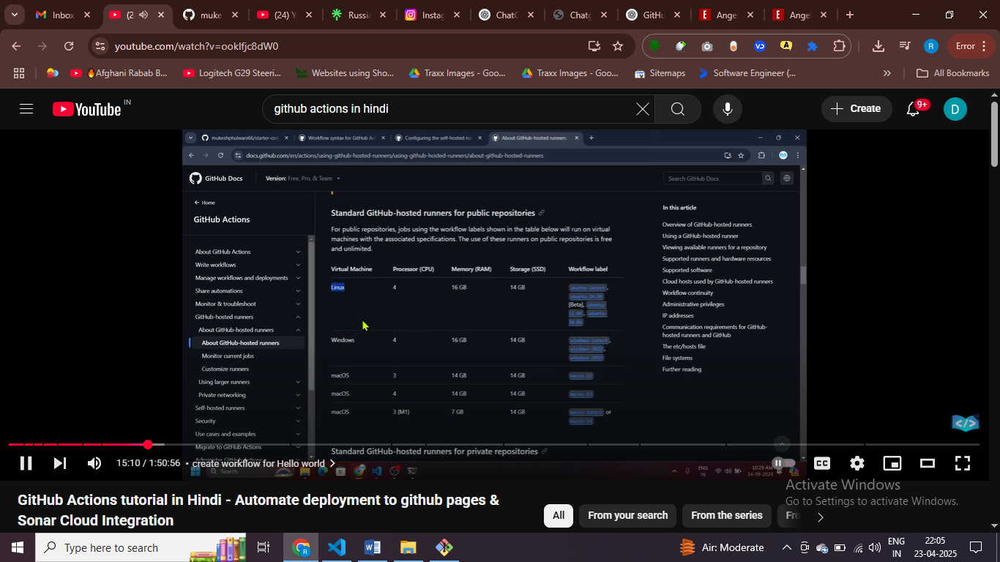 Inbox
(2
muke
(24) Y
Russia
Instag
ChatG
Chatg
GitHu
Angel
Angel
youtube.com/watch?v=ooklfjc8dW0
Error
🔥Afghani Rabab B...
Logitech G29 Steeri...
Websites using Sho...
Traxx Images - Goo...
Traxx Images - Goo...
Sitemaps
Software Engineer (...
All Bookmarks
YouTube IN
github actions in hindi
Create
9+
D
mukeshphulwani66/starter-co
Workflow syntax for GitHub Ac
Configuring the self-hosted run
About GitHub-hosted runners
docs.github.com/en/actions/using-github-hosted-runners/using-github-hosted-runners/about-github-hosted-runners
GitHub Docs
Version: Free, Pro, & Team
Search GitHub Docs
Home
GitHub Actions
About GitHub Actions
Write workflows
Manage workflows and deployments
Share automations
Monitor & troubleshoot
GitHub-hosted runners
About GitHub-hosted runners
About GitHub-hosted runners
Monitor current jobs
Customize runners
Using larger runners
Private networking
Self-hosted runners
Security
Use cases and examples
Migrate to GitHub Actions
Administer GitHub
Standard GitHub-hosted runners for public repositories
For public repositories, jobs using the workflow labels shown in the table below will run on virtual
machines with the associated specifications. The use of these runners on public repositories is free
and unlimited.
Virtual Machine Processor (CPU) Memory (RAM) Storage (SSD) Workflow label
Linux 4 16 GB 14 GB ubuntu-latest,
ubuntu-24.04
[Beta], ubuntu-
22.04, ubuntu-
20.04
Windows 4 16 GB 14 GB windows-latest,
windows-2022,
windows-2019
macOS 3 14 GB 14 GB macos-12
macOS 4 14 GB 14 GB macos-13
macOS 3 (M1) 7 GB 14 GB macos-latest or
macos-14
Standard GitHub-hosted runners for private repositories
In this article
Overview of GitHub-hosted runners
Using a GitHub-hosted runner
Viewing available runners for a repository
Supported runners and hardware resources
Supported software
Cloud hosts used by GitHub-hosted runners
Workflow continuity
Administrative privileges
IP addresses
Communication requirements for GitHub-
hosted runners and GitHub
The etc/hosts file
File systems
Further reading
Search
ENG
IN
10:29 AM
14-09-2024
15:10 / 1:50:56 • create workflow for Hello world
CC
GitHub Actions tutorial in Hindi - Automate deployment to github pages &
Sonar Cloud Integration
All
From your search
From the series
Fro
Activate Windows
Go to Settings to activate Windows.
Type here to search
Air: Moderate
ENG
IN
22:05
23-04-2025